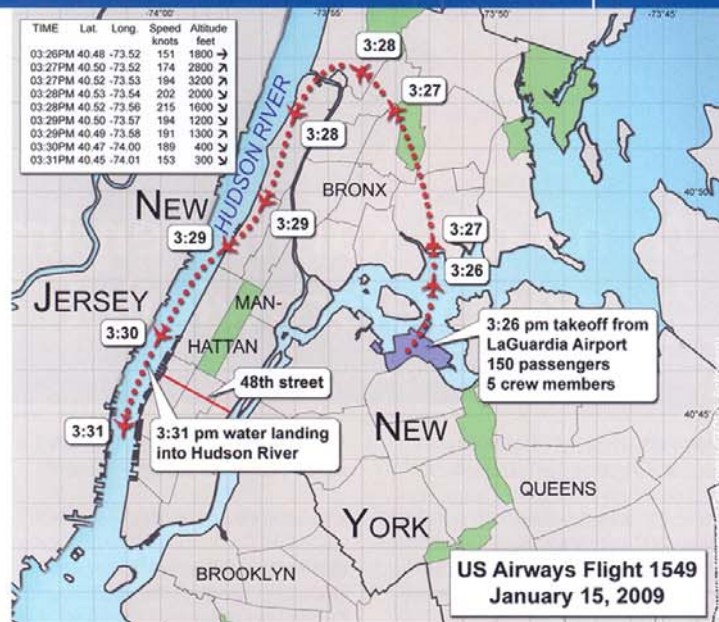 -74°00'
-73°55'
-73°50'
-73°45'
TIME Lat. Long. Speed knots Altitude feet
03:26PM 40.48 -73.52 151 1800 →
03:27PM 40.50 -73.52 174 2800 ↗
03:27PM 40.52 -73.53 194 3200 ↗
03:28PM 40.53 -73.54 202 2000 ↘
03:28PM 40.52 -73.56 215 1600 ↘
03:29PM 40.50 -73.57 194 1200 ↘
03:29PM 40.49 -73.58 191 1300 ↗
03:30PM 40.47 -74.00 189 400 ↘
03:31PM 40.45 -74.01 153 300 ↘
3:28
3:27
3:28
HUDSON RIVER
BRONX
40°50'
NEW
3:29
3:29
3:27
3:26
JERSEY
MAN-
HATTAN
3:30
3:26 pm takeoff from
LaGuardia Airport
150 passengers
5 crew members
48th street
40°45'
3:31
3:31 pm water landing
into Hudson River
NEW
QUEENS
YORK
BROOKLYN
US Airways Flight 1549
January 15, 2009